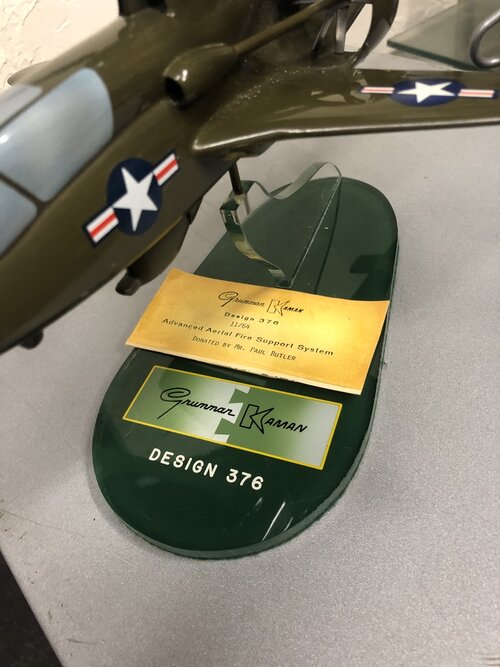 Grumman KAMAN
Design 376
11/64
Advanced Aerial Fire Support System
DONATED BY MR. PAUL BUTLER
Grumman KAMAN
DESIGN 376